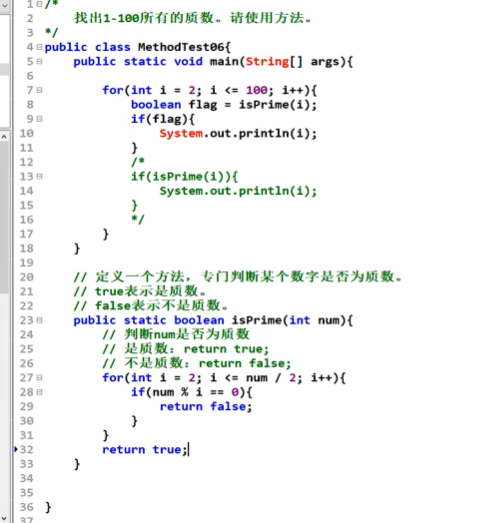 1 /*
2     找出1-100所有的质数。请使用方法。
3 */
4 public class MethodTest06{
5     public static void main(String[] args){
6
7         for(int i = 2; i <= 100; i++){
8             boolean flag = isPrime(i);
9             if(flag){
10                 System.out.println(i);
11             }
12             /*
13             if(isPrime(i)){
14                 System.out.println(i);
15             }
16             */
17         }
18     }
19
20     // 定义一个方法，专门判断某个数字是否为质数。
21     // true表示是质数。
22     // false表示不是质数。
23     public static boolean isPrime(int num){
24         // 判断num是否为质数
25         // 是质数：return true;
26         // 不是质数：return false;
27         for(int i = 2; i <= num / 2; i++){
28             if(num % i == 0){
29                 return false;
30             }
31         }
32         return true;
33     }
34
35
36 }
37